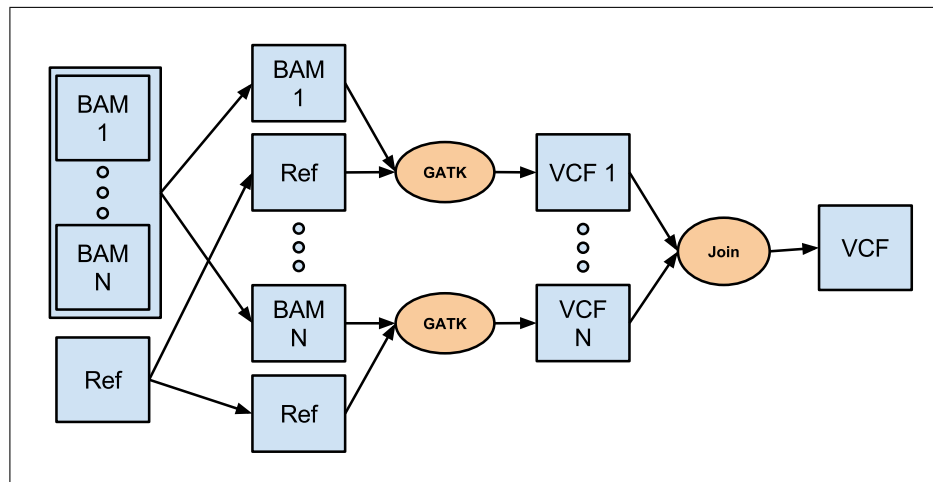 BAM
1
BAM
N
Ref
BAM
1
Ref
BAM
N
Ref
GATK
GATK
VCF 1
VCF
N
Join
VCF